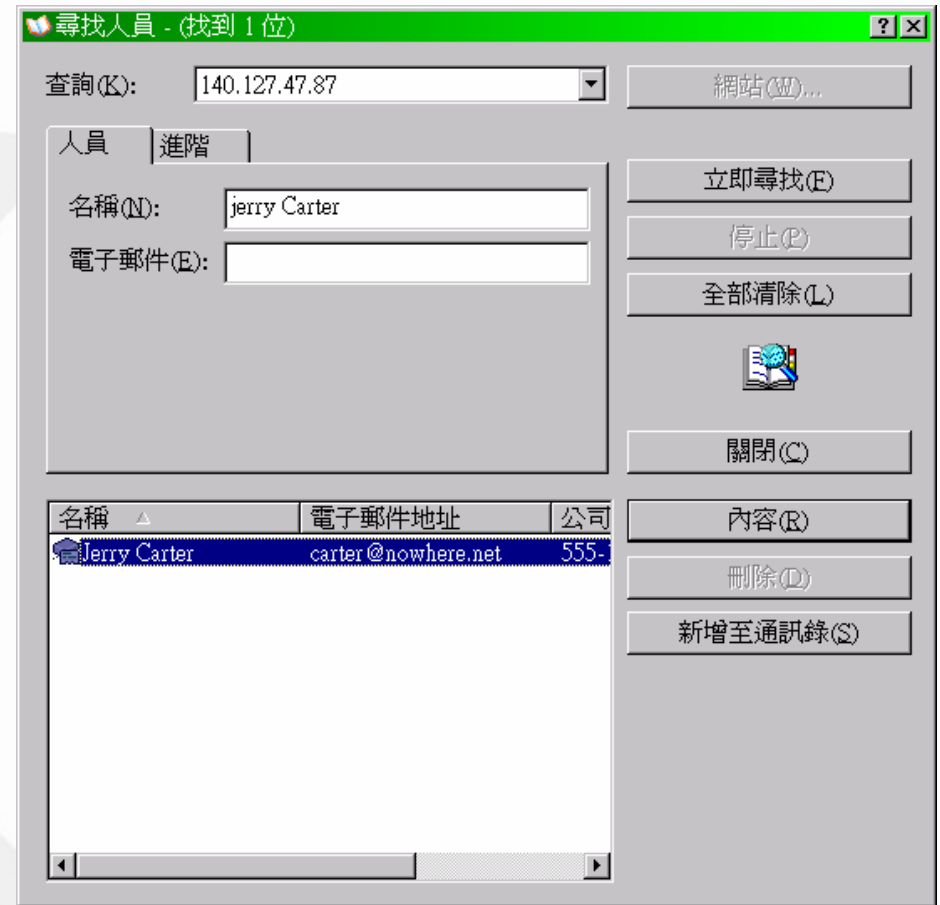 尋找人員 - (找到 1 位)
查詢(K): 140.127.47.87
網站(W)...
人員 進階
名稱(N): jerry Carter
電子郵件(E):
立即尋找(F)
停止(P)
全部清除(L)
關閉(C)
名稱 電子郵件地址 公司
Jerry Carter carter@nowhere.net 555-
內容(R)
刪除(D)
新增至通訊錄(S)